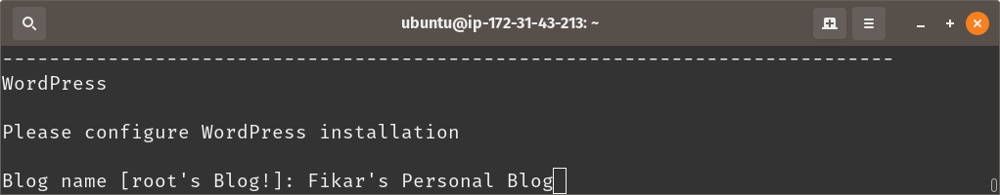 ubuntu@ip-172-31-43-213: ~
----------------------------------------------------------------------------
WordPress
Please configure WordPress installation
Blog name [root's Blog!]: Fikar's Personal Blog